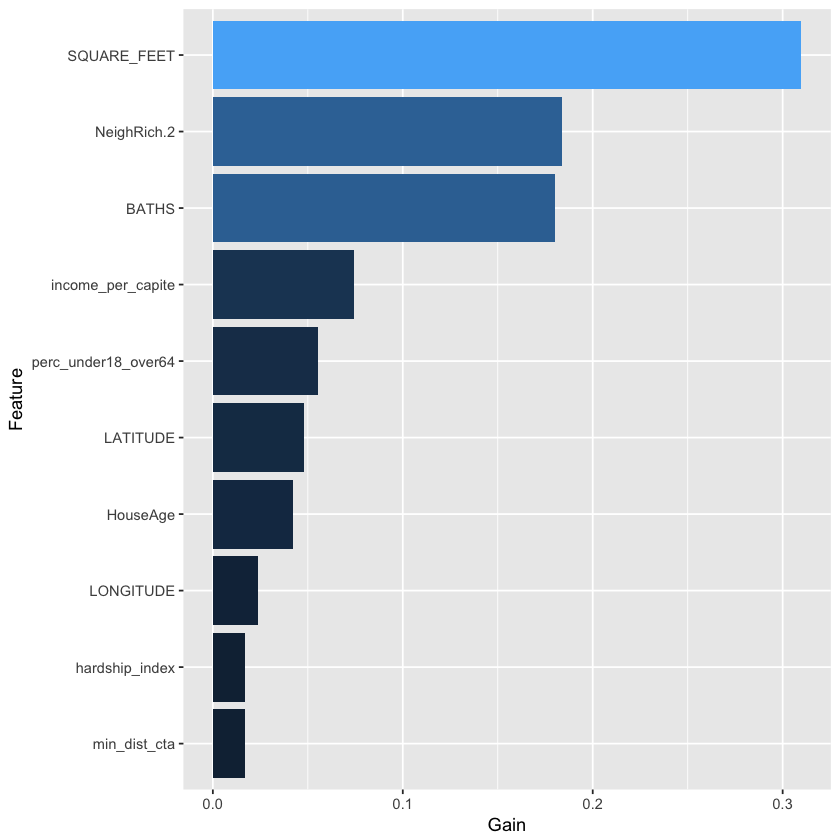 SQUARE_FEET
NeighRich.2
BATHS
income_per_capite
perc_under18_over64
LATITUDE
HouseAge
LONGITUDE
hardship_index
min_dist_cta
Feature
0.0 0.1 0.2 0.3
Gain